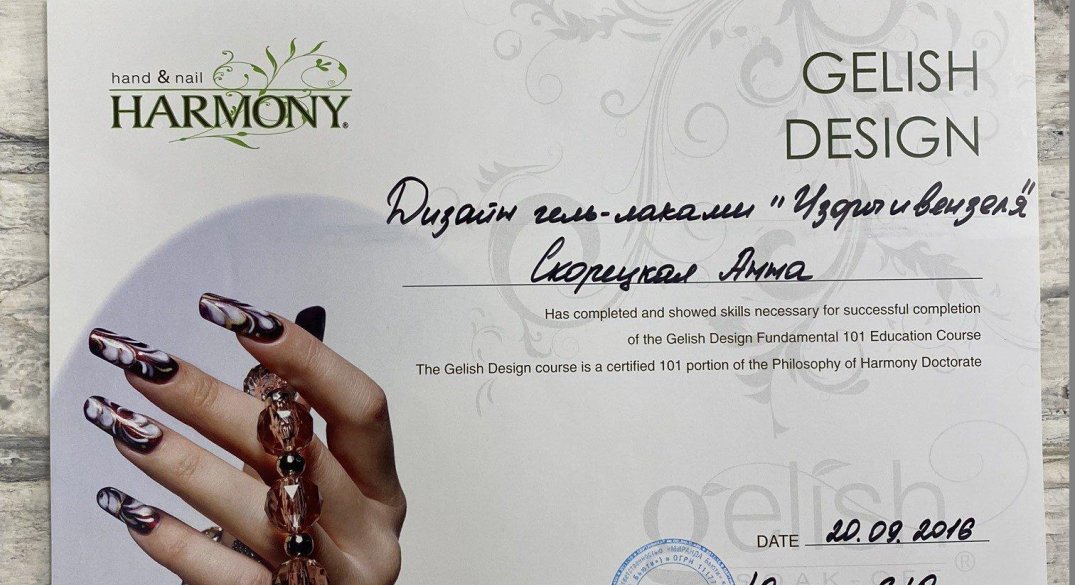 hand & nail
HARMONY®
GELISH
DESIGN
Дизайн гель-лаками "Узоры и вензеля"
Скорецкая Анна
Has completed and showed skills necessary for successful completion
of the Gelish Design Fundamental 101 Education Course
The Gelish Design course is a certified 101 portion of the Philosophy of Harmony Doctorate
gelish
DATE 20.09.2016